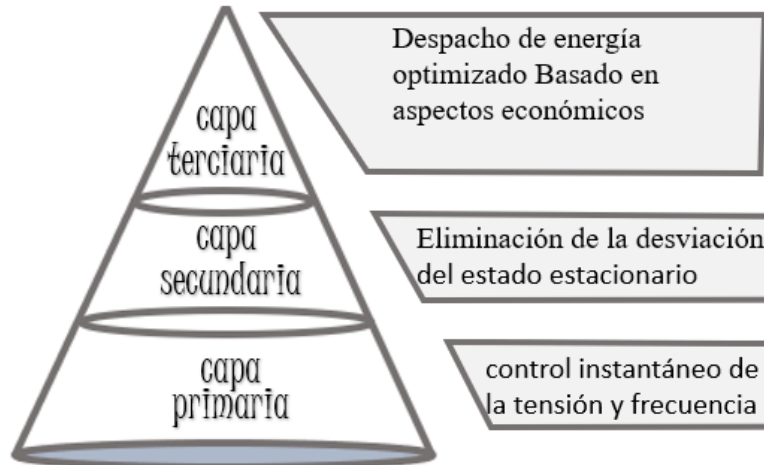 capa
terciaria
Despacho de energía
optimizado Basado en
aspectos económicos
capa
secundaria
Eliminación de la desviación
del estado estacionario
capa
primaria
control instantáneo de
la tensión y frecuencia